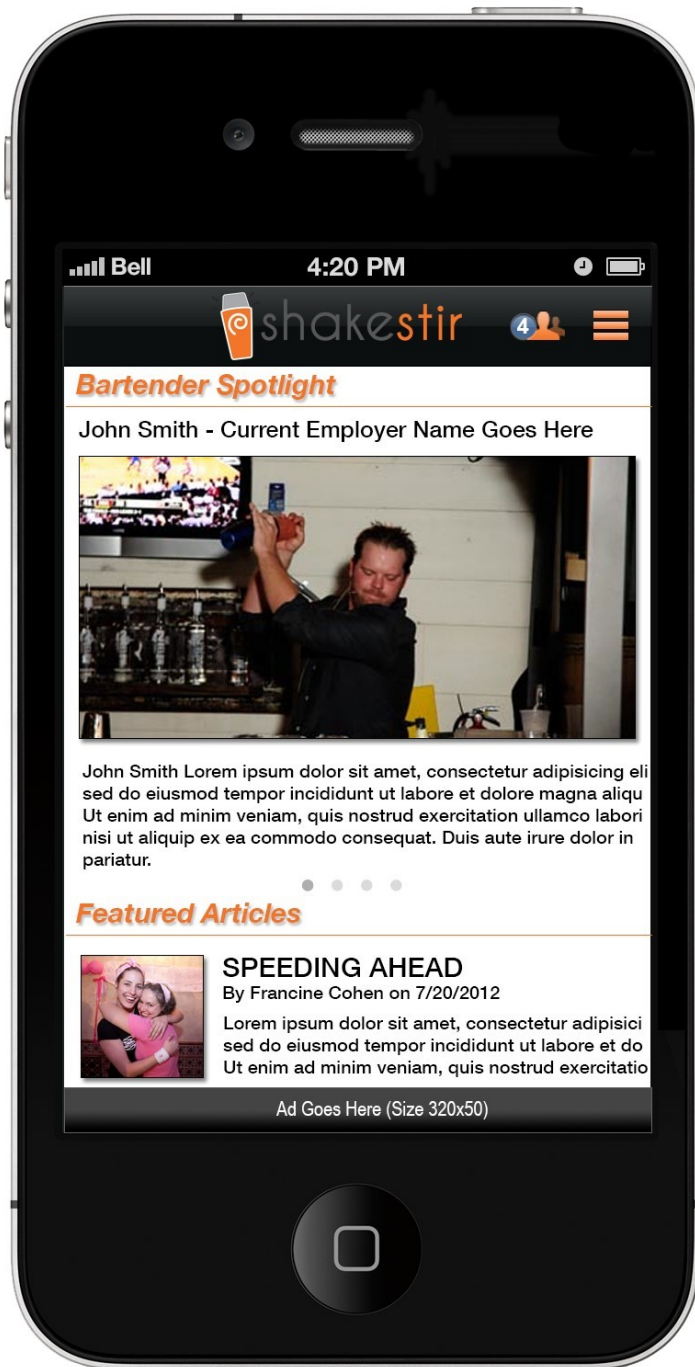 Bell 4:20 PM
shakestir 4
Bartender Spotlight
John Smith - Current Employer Name Goes Here
John Smith Lorem ipsum dolor sit amet, consectetur adipisicing eli
sed do eiusmod tempor incididunt ut labore et dolore magna aliqu
Ut enim ad minim veniam, quis nostrud exercitation ullamco labori
nisi ut aliquip ex ea commodo consequat. Duis aute irure dolor in
pariatur.
Featured Articles
SPEEDING AHEAD
By Francine Cohen on 7/20/2012
Lorem ipsum dolor sit amet, consectetur adipisici
sed do eiusmod tempor incididunt ut labore et do
Ut enim ad minim veniam, quis nostrud exercitatio
Ad Goes Here (Size 320x50)